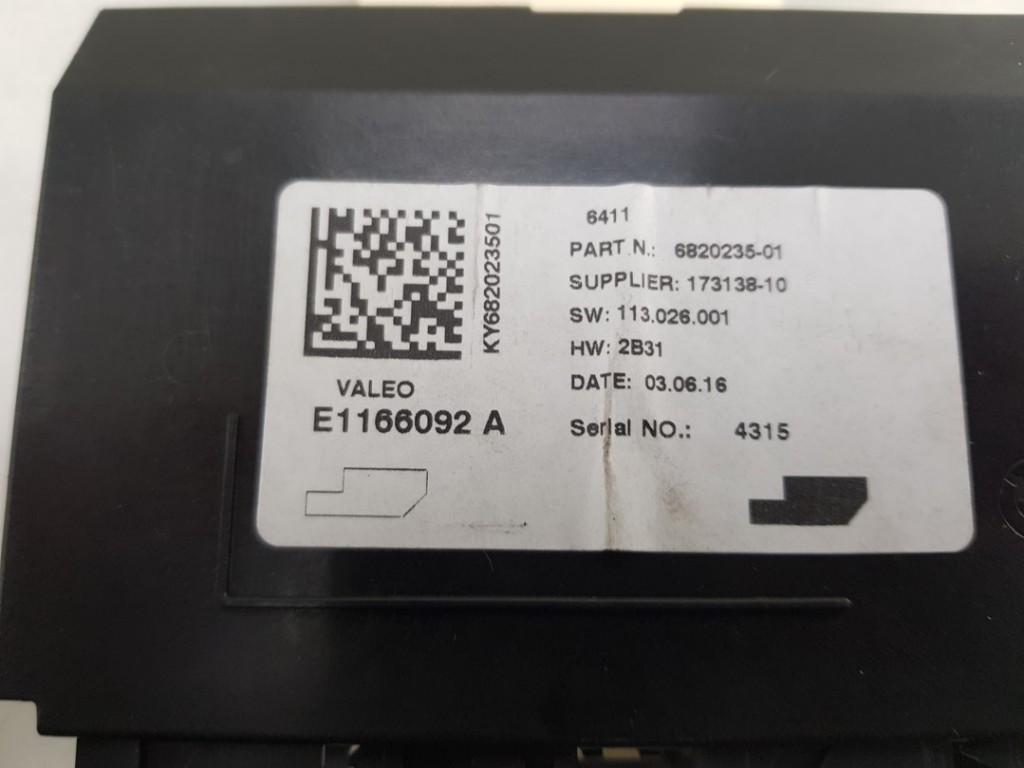 KY682023501
VALEO
E1166092 A
6411
PART N.: 6820235-01
SUPPLIER: 173138-10
SW: 113.026.001
HW: 2B31
DATE: 03.06.16
Serial NO.: 4315